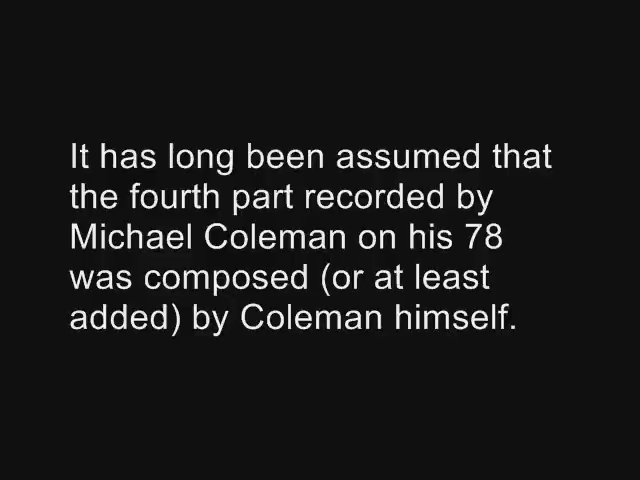 It has long been assumed that
the fourth part recorded by
Michael Coleman on his 78
was composed (or at least
added) by Coleman himself.